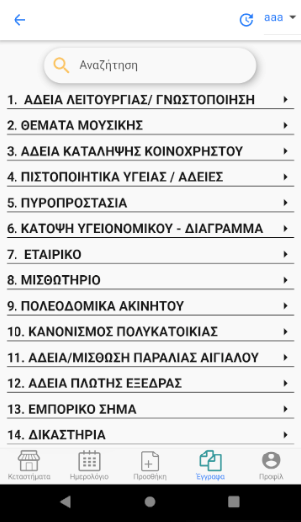 aaa
Αναζήτηση
1. ΑΔΕΙΑ ΛΕΙΤΟΥΡΓΙΑΣ/ ΓΝΩΣΤΟΠΟΙΗΣΗ
2. ΘΕΜΑΤΑ ΜΟΥΣΙΚΗΣ
3. ΑΔΕΙΑ ΚΑΤΑΛΗΨΗΣ ΚΟΙΝΟΧΡΗΣΤΟΥ
4. ΠΙΣΤΟΠΟΙΗΤΙΚΑ ΥΓΕΙΑΣ / ΑΔΕΙΕΣ
5. ΠΥΡΟΠΡΟΣΤΑΣΙΑ
6. ΚΑΤΟΨΗ ΥΓΕΙΟΝΟΜΙΚΟΥ - ΔΙΑΓΡΑΜΜΑ
7. ΕΤΑΙΡΙΚΟ
8. ΜΙΣΘΩΤΗΡΙΟ
9. ΠΟΛΕΟΔΟΜΙΚΑ ΑΚΙΝΗΤΟΥ
10. ΚΑΝΟΝΙΣΜΟΣ ΠΟΛΥΚΑΤΟΙΚΙΑΣ
11. ΑΔΕΙΑ/ΜΙΣΘΩΣΗ ΠΑΡΑΛΙΑΣ ΑΙΓΙΑΛΟΥ
12. ΑΔΕΙΑ ΠΛΩΤΗΣ ΕΞΕΔΡΑΣ
13. ΕΜΠΟΡΙΚΟ ΣΗΜΑ
14. ΔΙΚΑΣΤΗΡΙΑ
Καταστήματα Ημερολόγιο Προσθήκη Έγγραφα Προφίλ